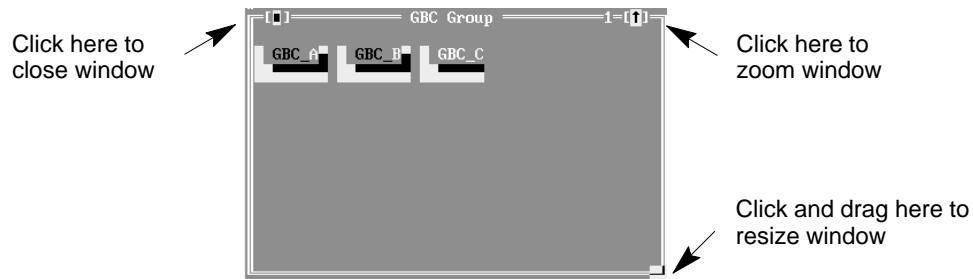 [■] GBC Group 1=[↑]
Click here to
close window
Click here to
zoom window
GBC_A GBC_B GBC_C
Click and drag here to
resize window